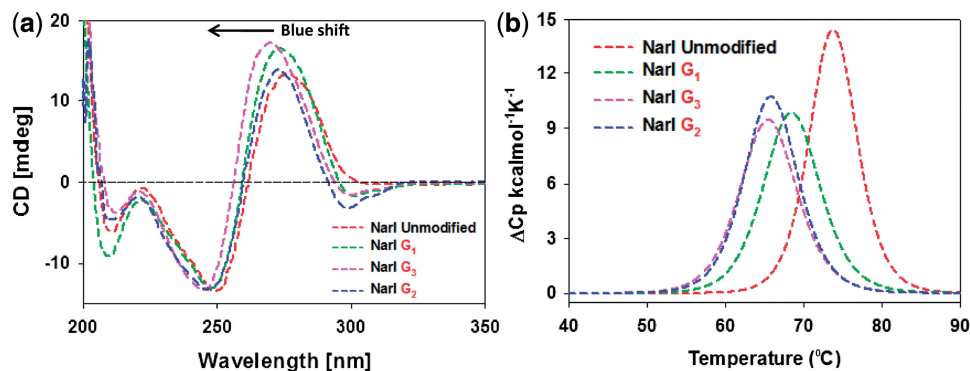 (a)
Blue shift
CD [mdeg]
20
10
0
-10
200
250
300
350
Wavelength [nm]
NarI Unmodified
NarI G1
NarI G3
NarI G2
(b)
ΔCp kcalmol⁻¹K⁻¹
15
12
9
6
3
0
40
50
60
70
80
90
Temperature (⁰C)
NarI Unmodified
NarI G₁
NarI G₃
NarI G₂